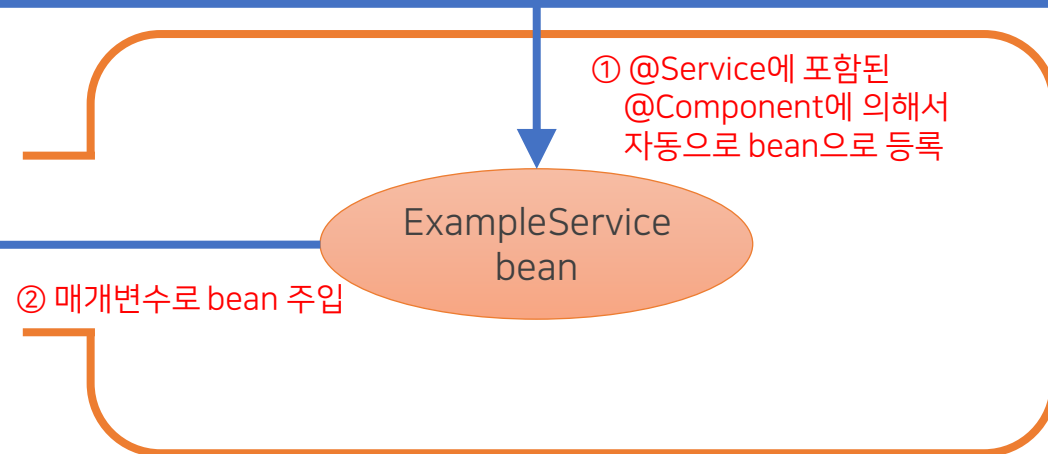 ① @Service에 포함된
@Component에 의해서
자동으로 bean으로 등록
ExampleService
bean
② 매개변수로 bean 주입